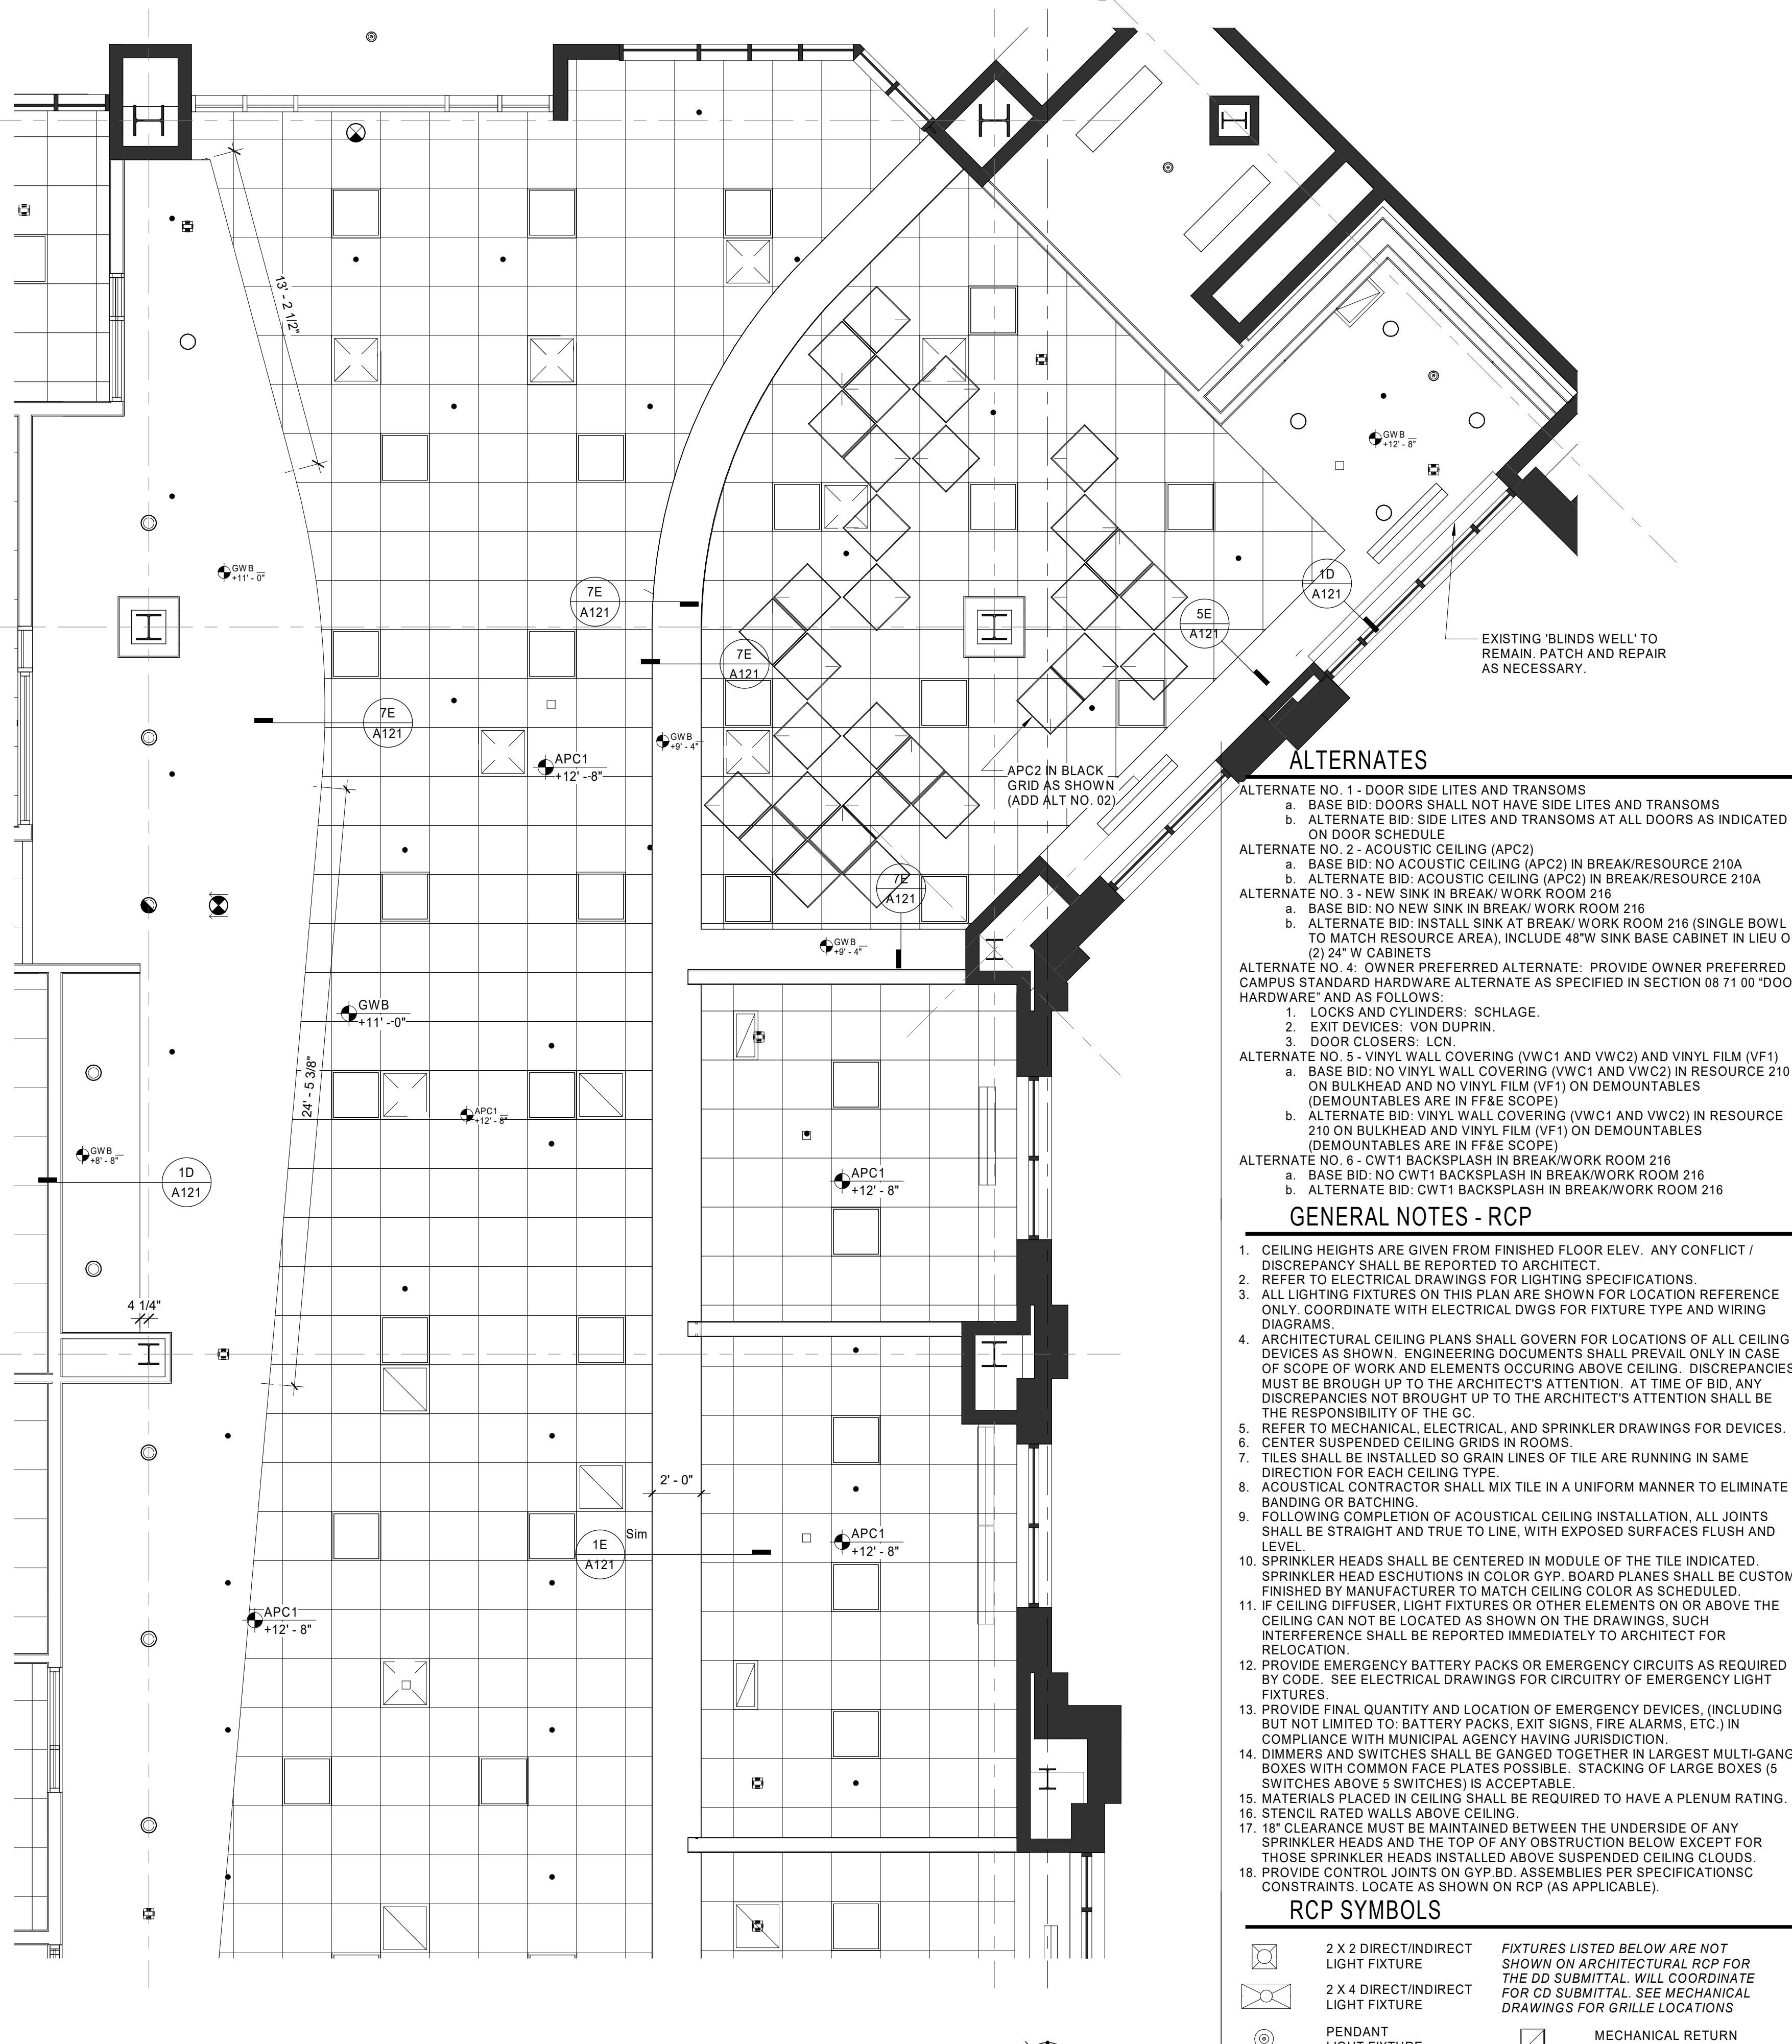 13' - 2 1/2"
GWB
+12' - 8"
GWB
+11' - 0"
7E
A121
1D
A121
5E
A121
7E
A121
EXISTING 'BLINDS WELL' TO
REMAIN. PATCH AND REPAIR
AS NECESSARY.
7E
A121
GWB
+9' - 4"
APC1
+12' - 8"
APC2 IN BLACK
GRID AS SHOWN
(ADD ALT NO. 02)
7E
A121
GWB
+9' - 4"
GWB
+11' - 0"
24' - 5 3/8"
APC1
+12' - 8"
GWB
+8' - 8"
1D
A121
APC1
+12' - 8"
4 1/4"
2' - 0"
Sim
1E
A121
APC1
+12' - 8"
APC1
+12' - 8"
ALTERNATES
ALTERNATE NO. 1 - DOOR SIDE LITES AND TRANSOMS
a. BASE BID: DOORS SHALL NOT HAVE SIDE LITES AND TRANSOMS
b. ALTERNATE BID: SIDE LITES AND TRANSOMS AT ALL DOORS AS INDICATED
ON DOOR SCHEDULE
ALTERNATE NO. 2 - ACOUSTIC CEILING (APC2)
a. BASE BID: NO ACOUSTIC CEILING (APC2) IN BREAK/RESOURCE 210A
b. ALTERNATE BID: ACOUSTIC CEILING (APC2) IN BREAK/RESOURCE 210A
ALTERNATE NO. 3 - NEW SINK IN BREAK/ WORK ROOM 216
a. BASE BID: NO NEW SINK IN BREAK/ WORK ROOM 216
b. ALTERNATE BID: INSTALL SINK AT BREAK/ WORK ROOM 216 (SINGLE BOWL
TO MATCH RESOURCE AREA), INCLUDE 48"W SINK BASE CABINET IN LIEU O
(2) 24" W CABINETS
ALTERNATE NO. 4: OWNER PREFERRED ALTERNATE: PROVIDE OWNER PREFERRED
CAMPUS STANDARD HARDWARE ALTERNATE AS SPECIFIED IN SECTION 08 71 00 "DOO
HARDWARE" AND AS FOLLOWS:
1. LOCKS AND CYLINDERS: SCHLAGE.
2. EXIT DEVICES: VON DUPRIN.
3. DOOR CLOSERS: LCN.
ALTERNATE NO. 5 - VINYL WALL COVERING (VWC1 AND VWC2) AND VINYL FILM (VF1)
a. BASE BID: NO VINYL WALL COVERING (VWC1 AND VWC2) IN RESOURCE 210
ON BULKHEAD AND NO VINYL FILM (VF1) ON DEMOUNTABLES
(DEMOUNTABLES ARE IN FF&E SCOPE)
b. ALTERNATE BID: VINYL WALL COVERING (VWC1 AND VWC2) IN RESOURCE
210 ON BULKHEAD AND VINYL FILM (VF1) ON DEMOUNTABLES
(DEMOUNTABLES ARE IN FF&E SCOPE)
ALTERNATE NO. 6 - CWT1 BACKSPLASH IN BREAK/WORK ROOM 216
a. BASE BID: NO CWT1 BACKSPLASH IN BREAK/WORK ROOM 216
b. ALTERNATE BID: CWT1 BACKSPLASH IN BREAK/WORK ROOM 216
GENERAL NOTES - RCP
1. CEILING HEIGHTS ARE GIVEN FROM FINISHED FLOOR ELEV. ANY CONFLICT /
DISCREPANCY SHALL BE REPORTED TO ARCHITECT.
2. REFER TO ELECTRICAL DRAWINGS FOR LIGHTING SPECIFICATIONS.
3. ALL LIGHTING FIXTURES ON THIS PLAN ARE SHOWN FOR LOCATION REFERENCE
ONLY. COORDINATE WITH ELECTRICAL DWGS FOR FIXTURE TYPE AND WIRING
DIAGRAMS.
4. ARCHITECTURAL CEILING PLANS SHALL GOVERN FOR LOCATIONS OF ALL CEILING
DEVICES AS SHOWN. ENGINEERING DOCUMENTS SHALL PREVAIL ONLY IN CASE
OF SCOPE OF WORK AND ELEMENTS OCCURING ABOVE CEILING. DISCREPANCIES
MUST BE BROUGH UP TO THE ARCHITECT'S ATTENTION. AT TIME OF BID, ANY
DISCREPANCIES NOT BROUGHT UP TO THE ARCHITECT'S ATTENTION SHALL BE
THE RESPONSIBILITY OF THE GC.
5. REFER TO MECHANICAL, ELECTRICAL, AND SPRINKLER DRAWINGS FOR DEVICES.
6. CENTER SUSPENDED CEILING GRIDS IN ROOMS.
7. TILES SHALL BE INSTALLED SO GRAIN LINES OF TILE ARE RUNNING IN SAME
DIRECTION FOR EACH CEILING TYPE.
8. ACOUSTICAL CONTRACTOR SHALL MIX TILE IN A UNIFORM MANNER TO ELIMINATE
BANDING OR BATCHING.
9. FOLLOWING COMPLETION OF ACOUSTICAL CEILING INSTALLATION, ALL JOINTS
SHALL BE STRAIGHT AND TRUE TO LINE, WITH EXPOSED SURFACES FLUSH AND
LEVEL.
10. SPRINKLER HEADS SHALL BE CENTERED IN MODULE OF THE TILE INDICATED.
SPRINKLER HEAD ESCHUTIONS IN COLOR GYP. BOARD PLANES SHALL BE CUSTOM
FINISHED BY MANUFACTURER TO MATCH CEILING COLOR AS SCHEDULED.
11. IF CEILING DIFFUSER, LIGHT FIXTURES OR OTHER ELEMENTS ON OR ABOVE THE
CEILING CAN NOT BE LOCATED AS SHOWN ON THE DRAWINGS, SUCH
INTERFERENCE SHALL BE REPORTED IMMEDIATELY TO ARCHITECT FOR
RELOCATION.
12. PROVIDE EMERGENCY BATTERY PACKS OR EMERGENCY CIRCUITS AS REQUIRED
BY CODE. SEE ELECTRICAL DRAWINGS FOR CIRCUITRY OF EMERGENCY LIGHT
FIXTURES.
13. PROVIDE FINAL QUANTITY AND LOCATION OF EMERGENCY DEVICES, (INCLUDING
BUT NOT LIMITED TO: BATTERY PACKS, EXIT SIGNS, FIRE ALARMS, ETC.) IN
COMPLIANCE WITH MUNICIPAL AGENCY HAVING JURISDICTION.
14. DIMMERS AND SWITCHES SHALL BE GANGED TOGETHER IN LARGEST MULTI-GANG
BOXES WITH COMMON FACE PLATES POSSIBLE. STACKING OF LARGE BOXES (5
SWITCHES ABOVE 5 SWITCHES) IS ACCEPTABLE.
15. MATERIALS PLACED IN CEILING SHALL BE REQUIRED TO HAVE A PLENUM RATING.
16. STENCIL RATED WALLS ABOVE CEILING.
17. 18" CLEARANCE MUST BE MAINTAINED BETWEEN THE UNDERSIDE OF ANY
SPRINKLER HEADS AND THE TOP OF ANY OBSTRUCTION BELOW EXCEPT FOR
THOSE SPRINKLER HEADS INSTALLED ABOVE SUSPENDED CEILING CLOUDS.
18. PROVIDE CONTROL JOINTS ON GYP.BD. ASSEMBLIES PER SPECIFICATIONSC
CONSTRAINTS. LOCATE AS SHOWN ON RCP (AS APPLICABLE).
RCP SYMBOLS
2 X 2 DIRECT/INDIRECT
LIGHT FIXTURE
2 X 4 DIRECT/INDIRECT
LIGHT FIXTURE
PENDANT
FIXTURES LISTED BELOW ARE NOT
SHOWN ON ARCHITECTURAL RCP FOR
THE DD SUBMITTAL. WILL COORDINATE
FOR CD SUBMITTAL. SEE MECHANICAL
DRAWINGS FOR GRILLE LOCATIONS
MECHANICAL RETURN